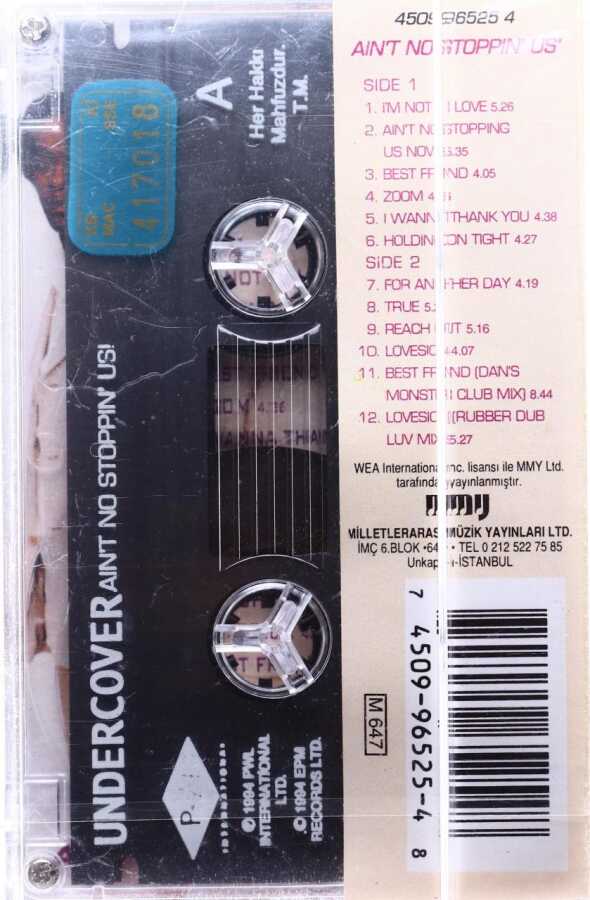 4509 96525 4
AIN'T NO STOPPIN' US'
SIDE 1
1. I'M NOT IN LOVE 5.26
2. AIN'T NO STOPPING
US NOW 5.35
3. BEST FRIEND 4.05
4. ZOOM 4.36
5. I WANNA THANK YOU 4.38
6. HOLDING ON TIGHT 4.27
SIDE 2
7. FOR ANOTHER DAY 4.19
8. TRUE
9. REACH OUT 5.16
10. LOVESICK 4.07
11. BEST FRIEND (DAN'S
MONSTER CLUB MIX) 8.44
12. LOVESICK (RUBBER DUB
LUV MIX) 5.27
WEA International Inc. lisansı ile MMY Ltd.
tarafından yayınlanmıştır.
MMY
MİLLETLERARASI MÜZİK YAYINLARI LTD.
İMÇ 6.BLOK TEL 0 212 522 75 85
Unkapanı-İSTANBUL
7 4509-96525-4 8
M 647
A
Her Hakkı
Mahfuzdur.
T.M.
417018
UNDERCOVER AIN'T NO STOPPIN' US!
INTERNATIONAL
℗ 1994 PWL
INTERNATIONAL
LTD.
© 1994 EPM
RECORDS LTD.